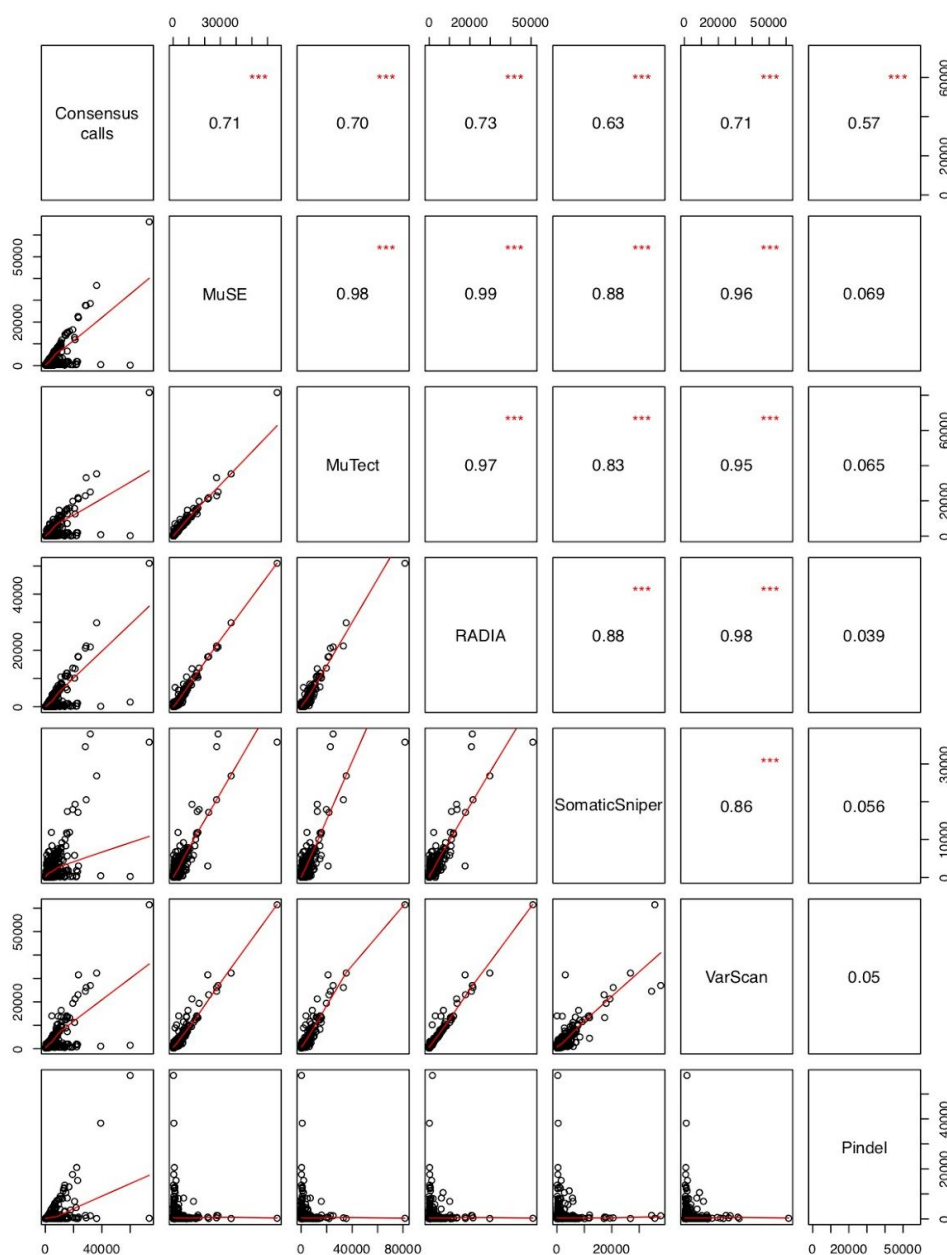 0 30000
0 20000 50000
0 20000 50000
Consensus
calls
***
0.71
***
0.70
***
0.73
***
0.63
***
0.71
***
0.57
0 20000 60000
0 20000 50000
MuSE
***
0.98
***
0.99
***
0.88
***
0.96
0.069
MuTect
***
0.97
***
0.83
***
0.95
0.065
0 20000 60000
0 20000 40000
RADIA
***
0.88
***
0.98
0.039
SomaticSniper
***
0.86
0.056
0 10000 30000
0 20000 50000
VarScan
0.05
Pindel
0 20000 40000
0 40000
0 40000 80000
0 20000
0 20000 50000